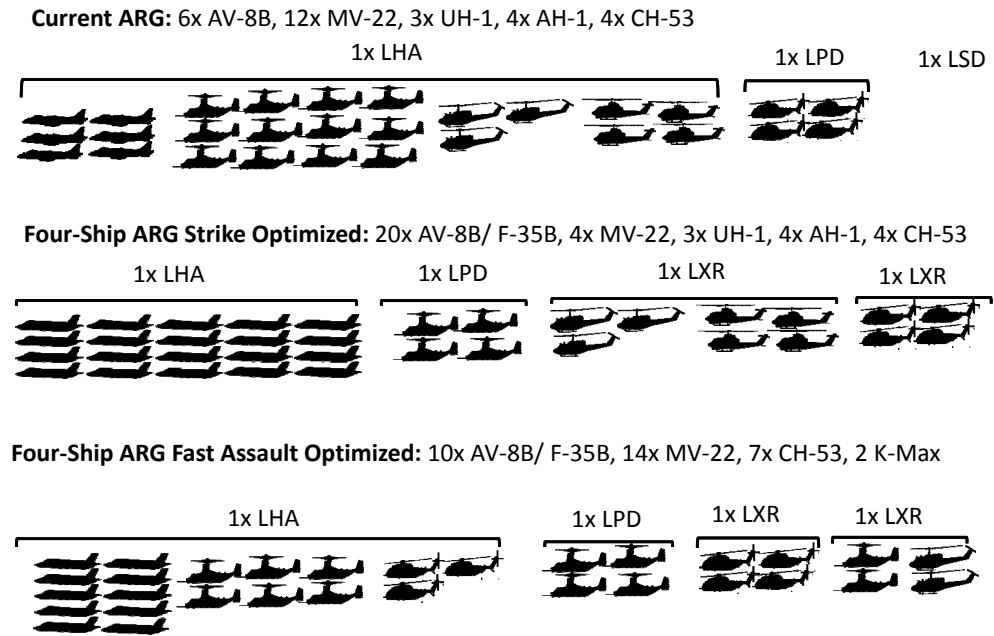 Current ARG: 6x AV-8B, 12x MV-22, 3x UH-1, 4x AH-1, 4x CH-53
1x LHA
1x LPD
1x LSD
Four-Ship ARG Strike Optimized: 20x AV-8B/ F-35B, 4x MV-22, 3x UH-1, 4x AH-1, 4x CH-53
1x LHA
1x LPD
1x LXR
1x LXR
Four-Ship ARG Fast Assault Optimized: 10x AV-8B/ F-35B, 14x MV-22, 7x CH-53, 2 K-Max
1x LHA
1x LPD
1x LXR
1x LXR